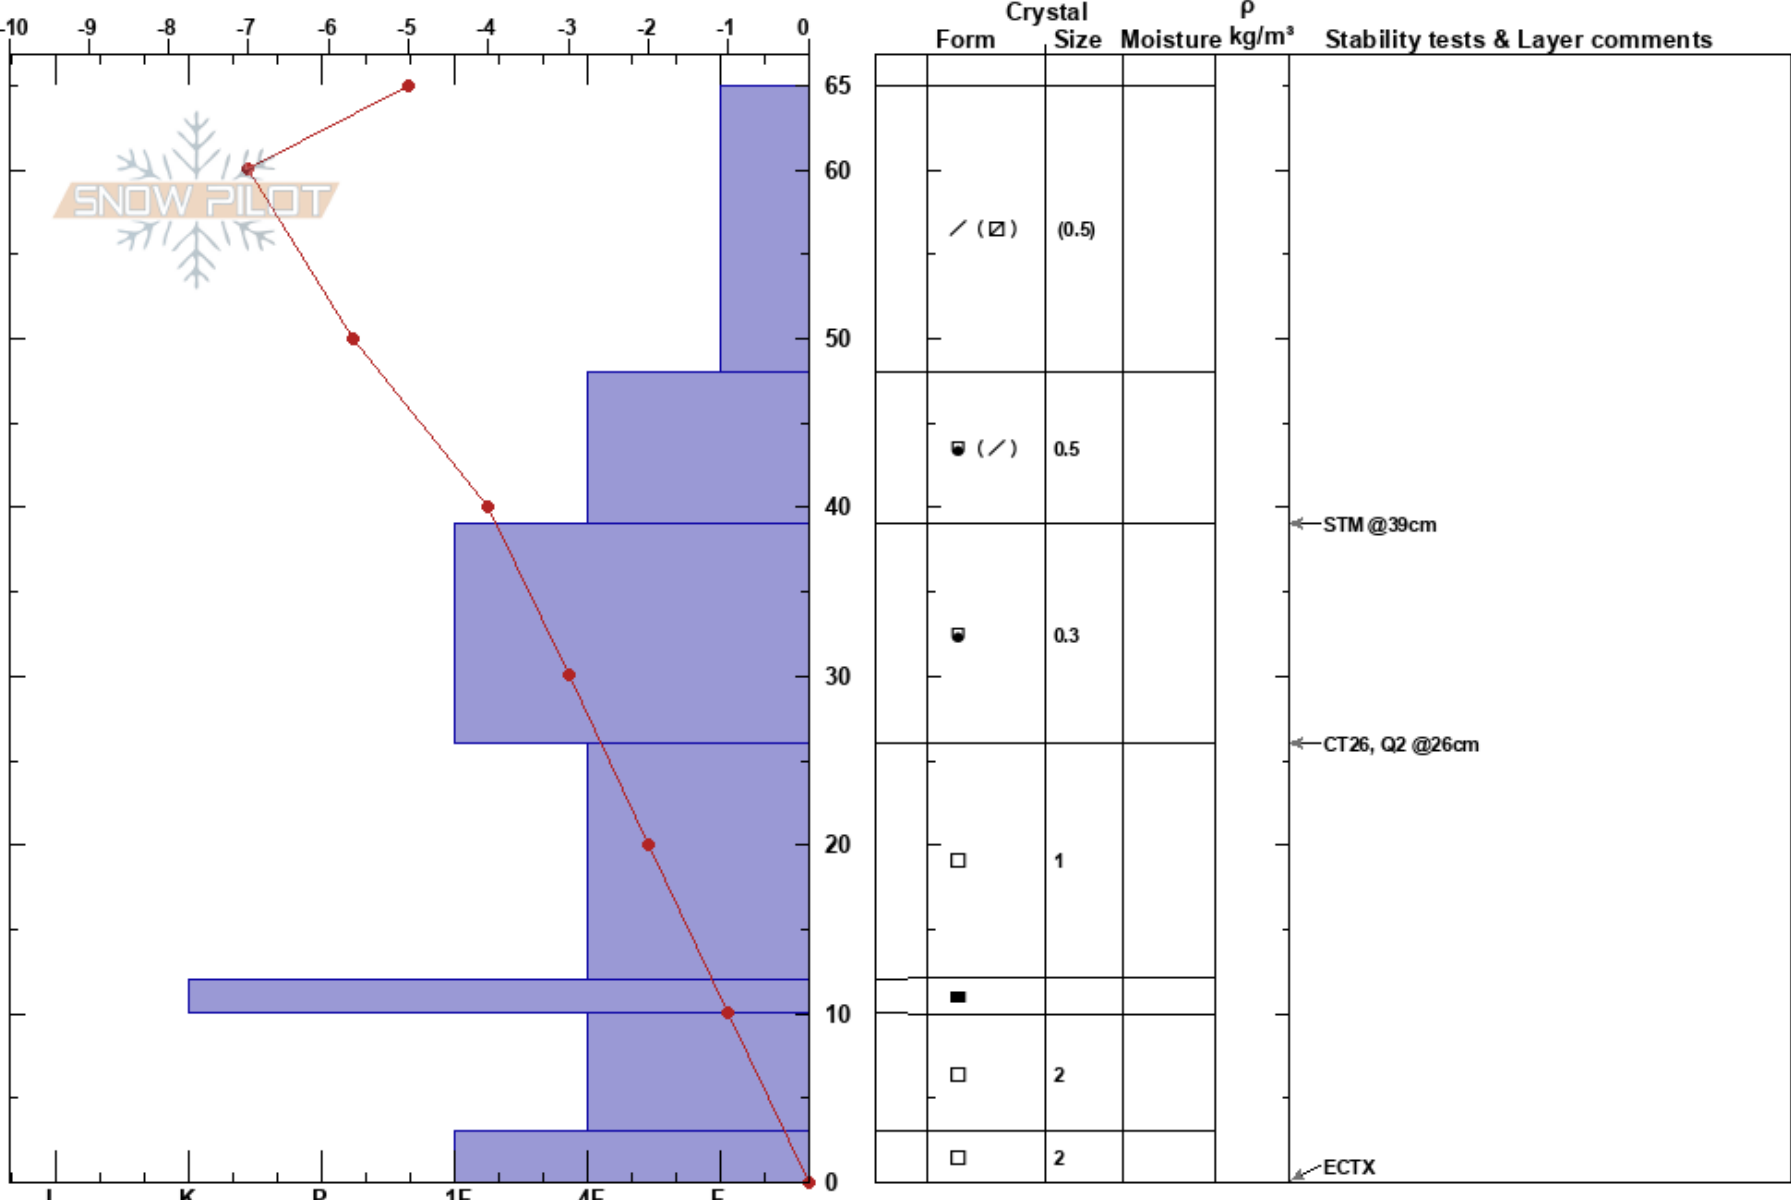 Crystal ρ
-10 -9 -8 -7 -6 -5 -4 -3 -2 -1 0
Form Size Moisture kg/m³ Stability tests & Layer comments
65
SNOW PILOT
60
(0.5)
50
0.5
40
STM @39cm
0.3
30
CT26, Q2 @26cm
20
1
10
2
2
ECTX
0
I K P 1F 4F F